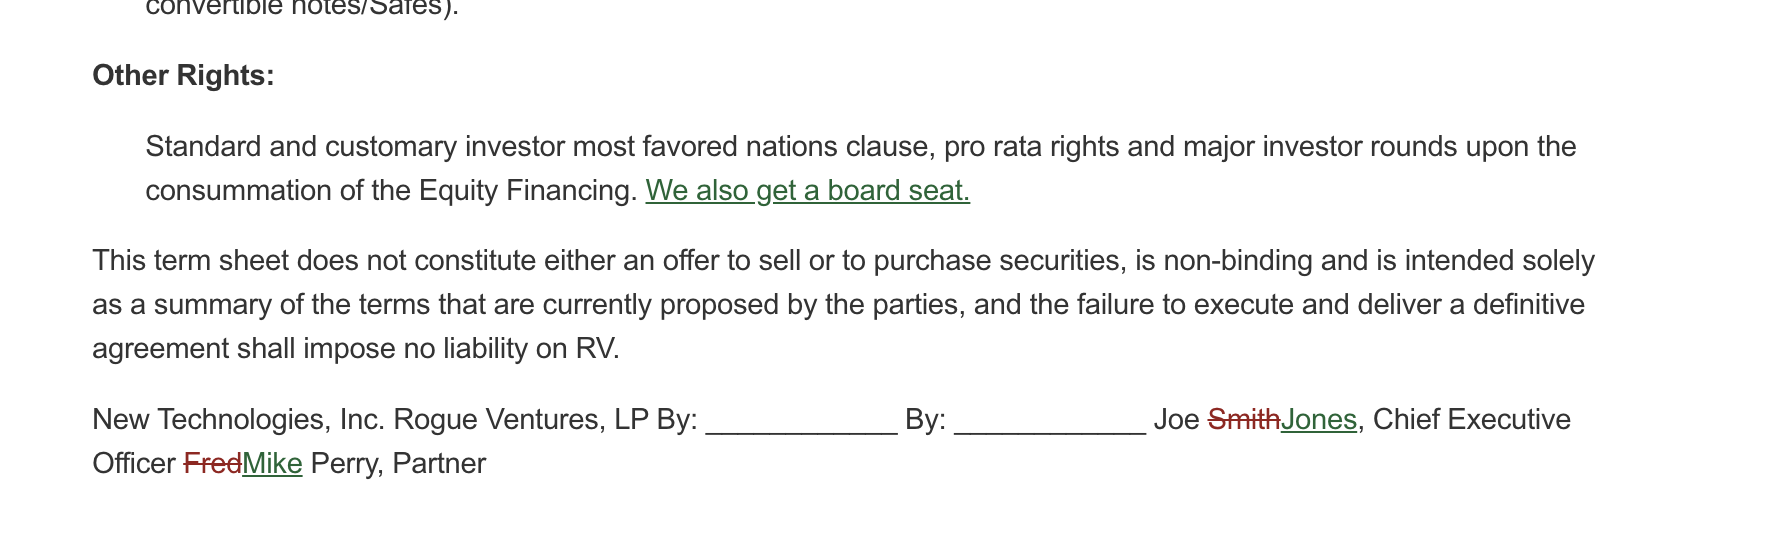 convertible notes/Safes).
Other Rights:
Standard and customary investor most favored nations clause, pro rata rights and major investor rounds upon the
consummation of the Equity Financing. We also get a board seat.
This term sheet does not constitute either an offer to sell or to purchase securities, is non-binding and is intended solely
as a summary of the terms that are currently proposed by the parties, and the failure to execute and deliver a definitive
agreement shall impose no liability on RV.
New Technologies, Inc. Rogue Ventures, LP By: ____________ By: ____________ Joe SmithJones, Chief Executive
Officer FredMike Perry, Partner